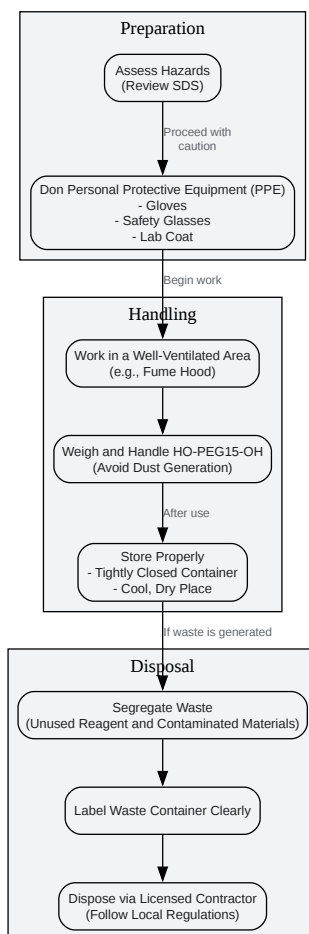 Preparation
Assess Hazards
(Review SDS)
Proceed with
caution
Don Personal Protective Equipment (PPE)
- Gloves
- Safety Glasses
- Lab Coat
Begin work
Handling
Work in a Well-Ventilated Area
(e.g., Fume Hood)
Weigh and Handle HO-PEG15-OH
(Avoid Dust Generation)
After use
Store Properly
- Tightly Closed Container
- Cool, Dry Place
If waste is generated
Disposal
Segregate Waste
(Unused Reagent and Contaminated Materials)
Label Waste Container Clearly
Dispose via Licensed Contractor
(Follow Local Regulations)